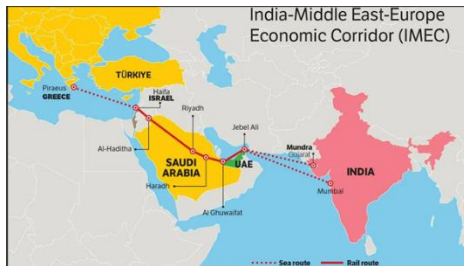 India-Middle East-Europe
Economic Corridor (IMEC)
TÜRKIYE
Piraeus
GREECE
Haifa
ISRAEL
Riyadh
Jebel Ali
Al-Haditha
SAUDI
ARABIA
UAE
Mundra
Gujarat
INDIA
Haradh
Al Ghuwaifat
Mumbai
Sea route
Rail route